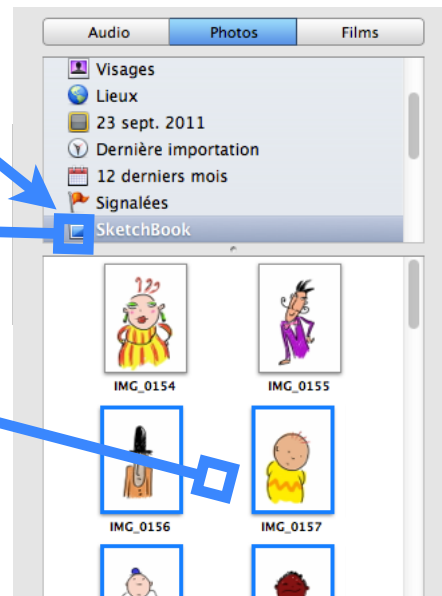 Audio Photos Films
Visages
Lieux
23 sept. 2011
Dernière importation
12 derniers mois
Signalées
SketchBook
IMG_0154 IMG_0155
IMG_0156 IMG_0157